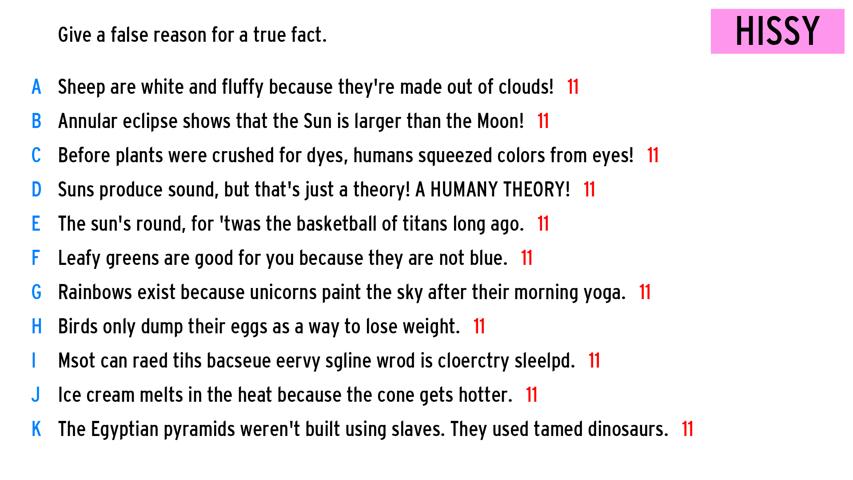 Give a false reason for a true fact.
HISSY
A Sheep are white and fluffy because they're made out of clouds! 11
B Annular eclipse shows that the Sun is larger than the Moon! 11
C Before plants were crushed for dyes, humans squeezed colors from eyes! 11
D Suns produce sound, but that's just a theory! A HUMANY THEORY! 11
E The sun's round, for 'twas the basketball of titans long ago. 11
F Leafy greens are good for you because they are not blue. 11
G Rainbows exist because unicorns paint the sky after their morning yoga. 11
H Birds only dump their eggs as a way to lose weight. 11
I Msot can raed tihs bacseue eervy sgline wrod is cloerctry sleelpd. 11
J Ice cream melts in the heat because the cone gets hotter. 11
K The Egyptian pyramids weren't built using slaves. They used tamed dinosaurs. 11